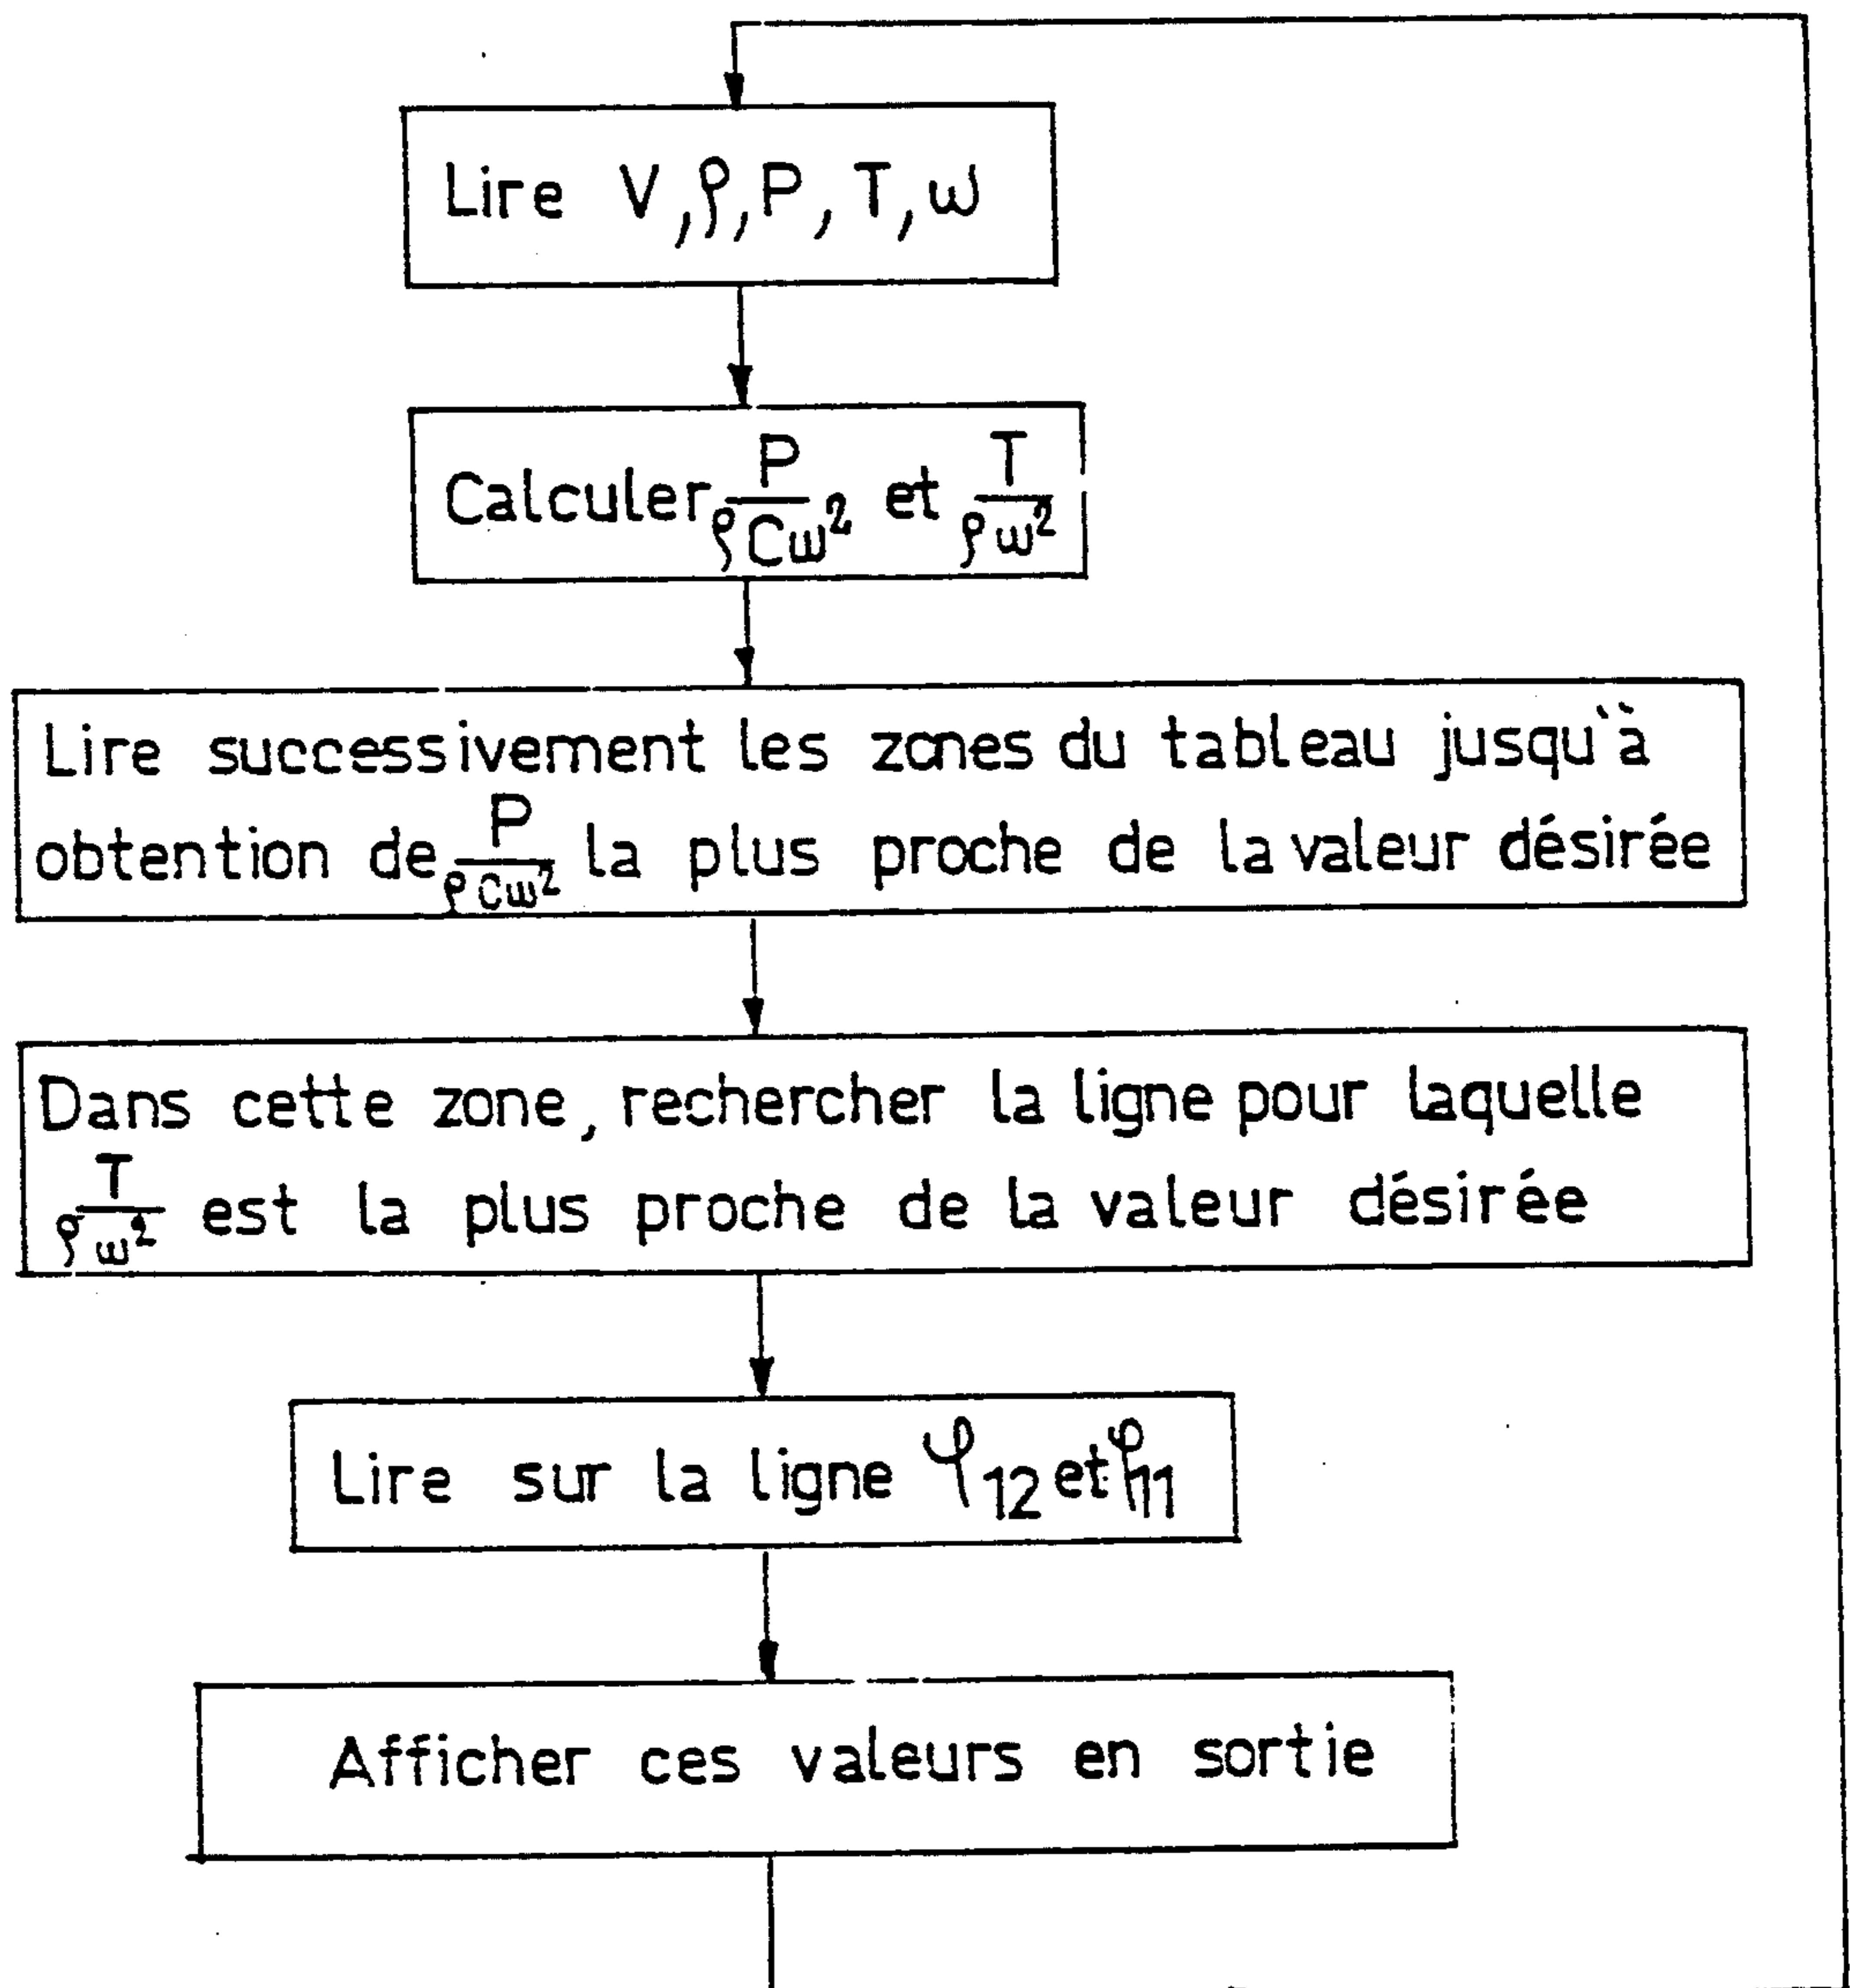 Lire V,ρ,P,T,ω
Calculer P/ρCω² et T/ρω²
Lire successivement les zones du tableau jusqu'à
obtention de P/ρCω² la plus proche de la valeur désirée
Dans cette zone, rechercher la ligne pour laquelle
T/ρω² est la plus proche de la valeur désirée
Lire sur la ligne φ12 et φ11
Afficher ces valeurs en sortie